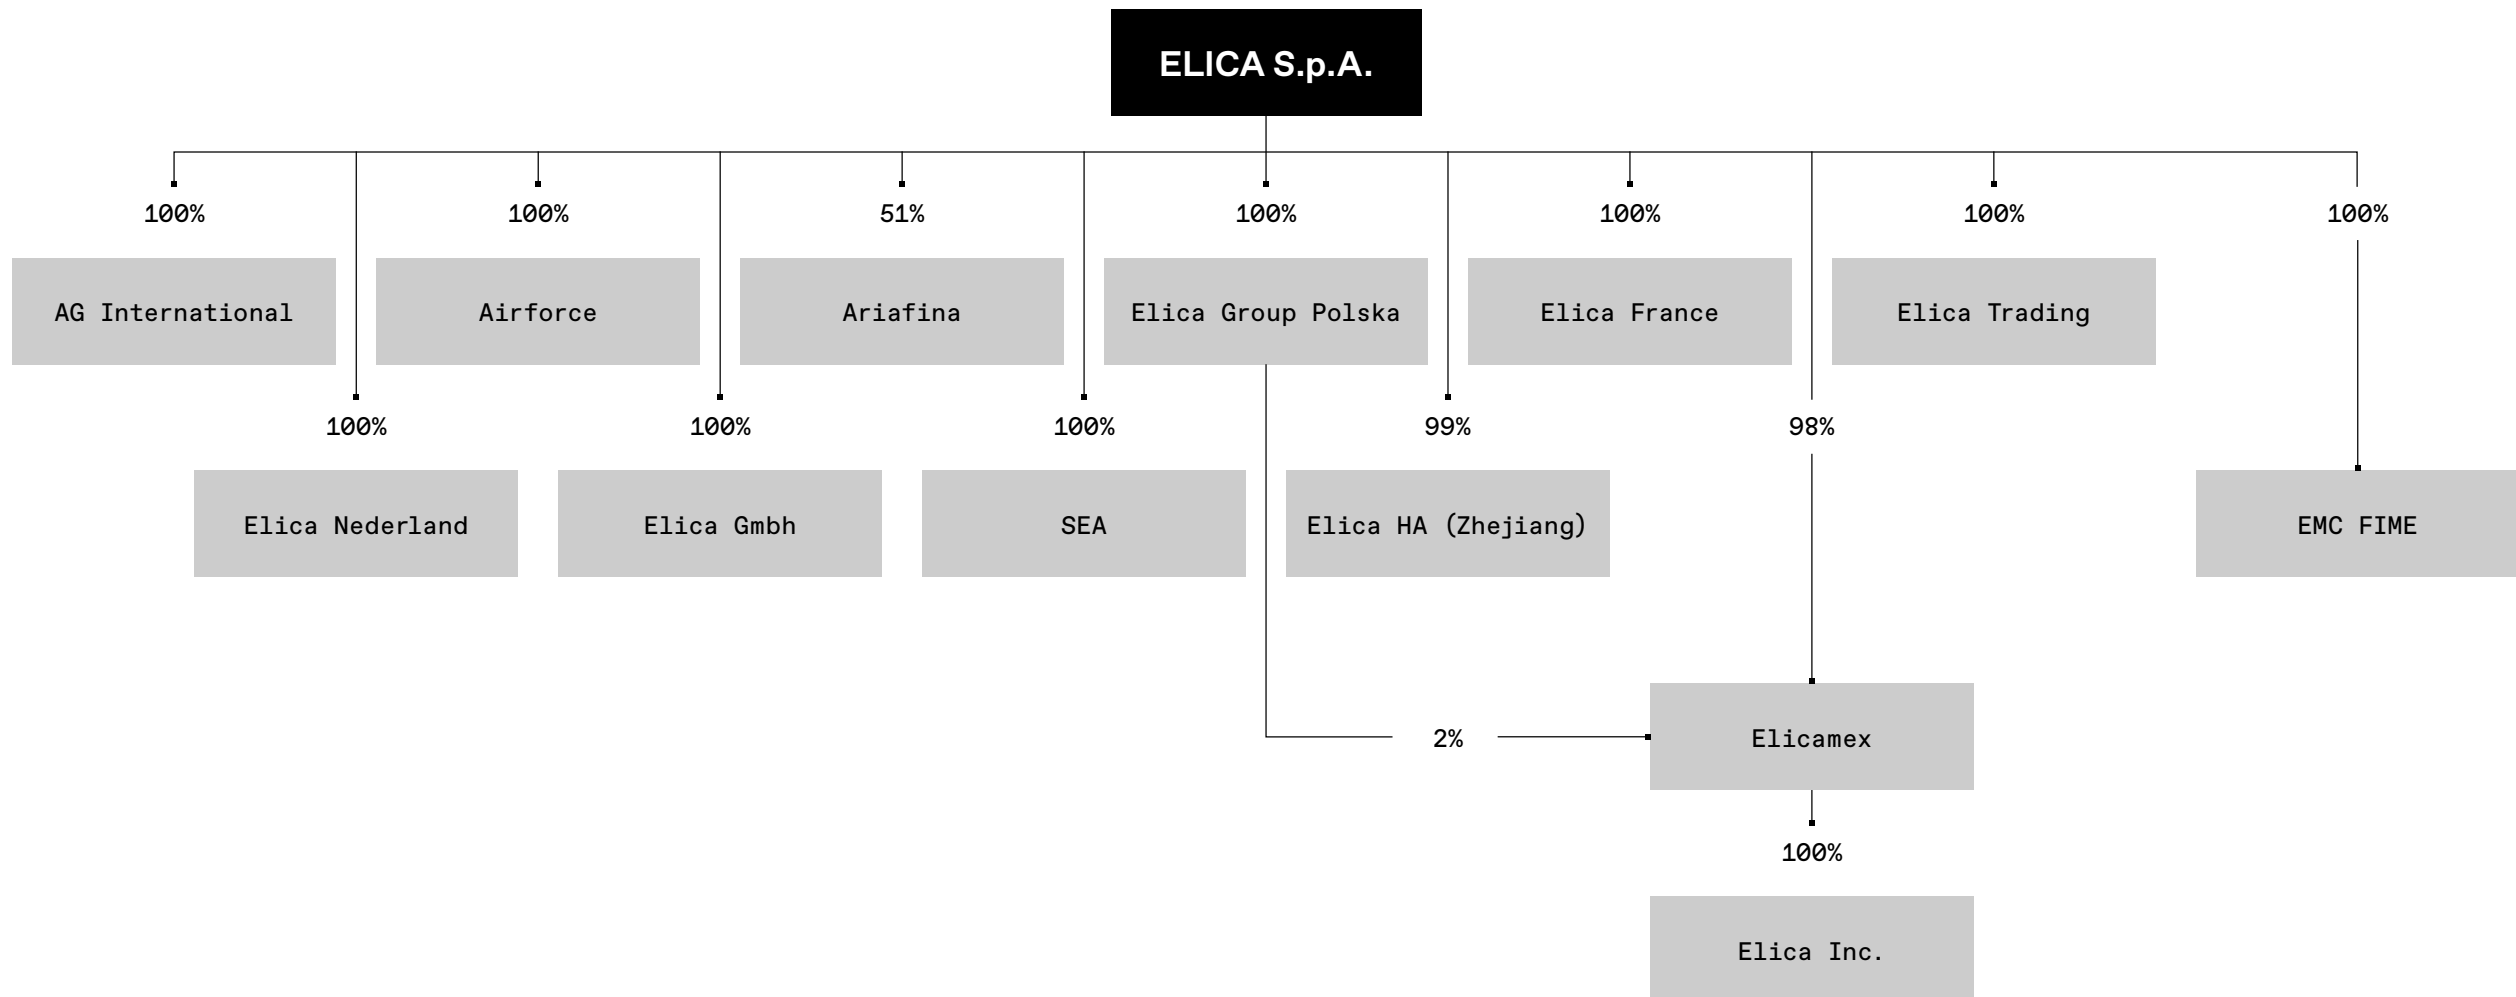 ELICA S.p.A.
100%
100%
51%
100%
100%
100%
100%
AG International
Airforce
Ariafina
Elica Group Polska
Elica France
Elica Trading
100%
100%
100%
99%
98%
Elica Nederland
Elica Gmbh
SEA
Elica HA (Zhejiang)
EMC FIME
2%
Elicamex
100%
Elica Inc.